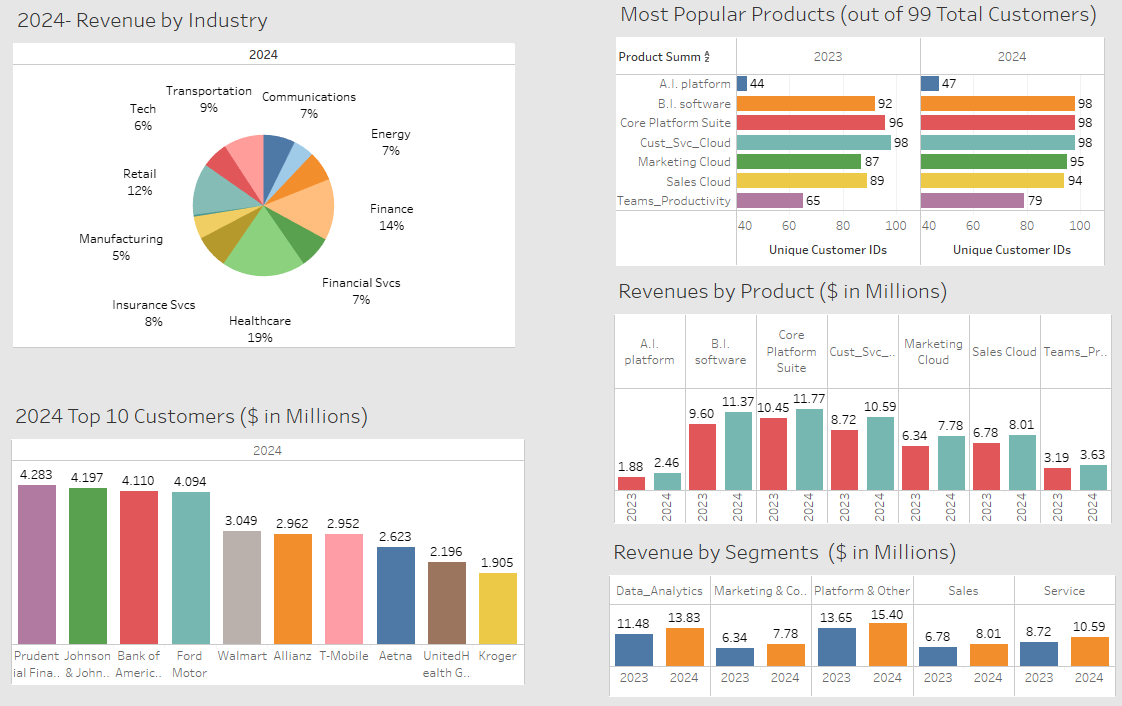 2024- Revenue by Industry
2024
Transportation
9%
Communications
7%
Tech
6%
Energy
7%
Retail
12%
Finance
14%
Manufacturing
5%
Financial Svcs
7%
Insurance Svcs
8%
Healthcare
19%
2024 Top 10 Customers ($ in Millions)
2024
4.283 4.197 4.110 4.094 3.049 2.962 2.952 2.623 2.196 1.905
Prudent Johnson Bank of Ford Walmart Allianz T-Mobile Aetna UnitedH Kroger
ial Fina.. & John.. Americ.. Motor ealth G..
Most Popular Products (out of 99 Total Customers)
Product Summ 2023 2024
A.I. platform 44 47
B.I. software 92 98
Core Platform Suite 96 98
Cust_Svc_Cloud 98 98
Marketing Cloud 87 95
Sales Cloud 89 94
Teams_Productivity 65 79
40 60 80 100 40 60 80 100
Unique Customer IDs Unique Customer IDs
Revenues by Product ($ in Millions)
A.I.
platform
B.I.
software
Core
Platform
Suite
Cust_Svc_..
Marketing
Cloud
Sales Cloud
Teams_Pr..
1.88 2.46 9.60 11.37 10.45 11.77 8.72 10.59 6.34 7.78 6.78 8.01 3.19 3.63
2023 2024 2023 2024 2023 2024 2023 2024 2023 2024 2023 2024 2023 2024
Revenue by Segments ($ in Millions)
Data_Analytics Marketing & Co.. Platform & Other Sales Service
11.48 13.83 6.34 7.78 13.65 15.40 6.78 8.01 8.72 10.59
2023 2024 2023 2024 2023 2024 2023 2024 2023 2024